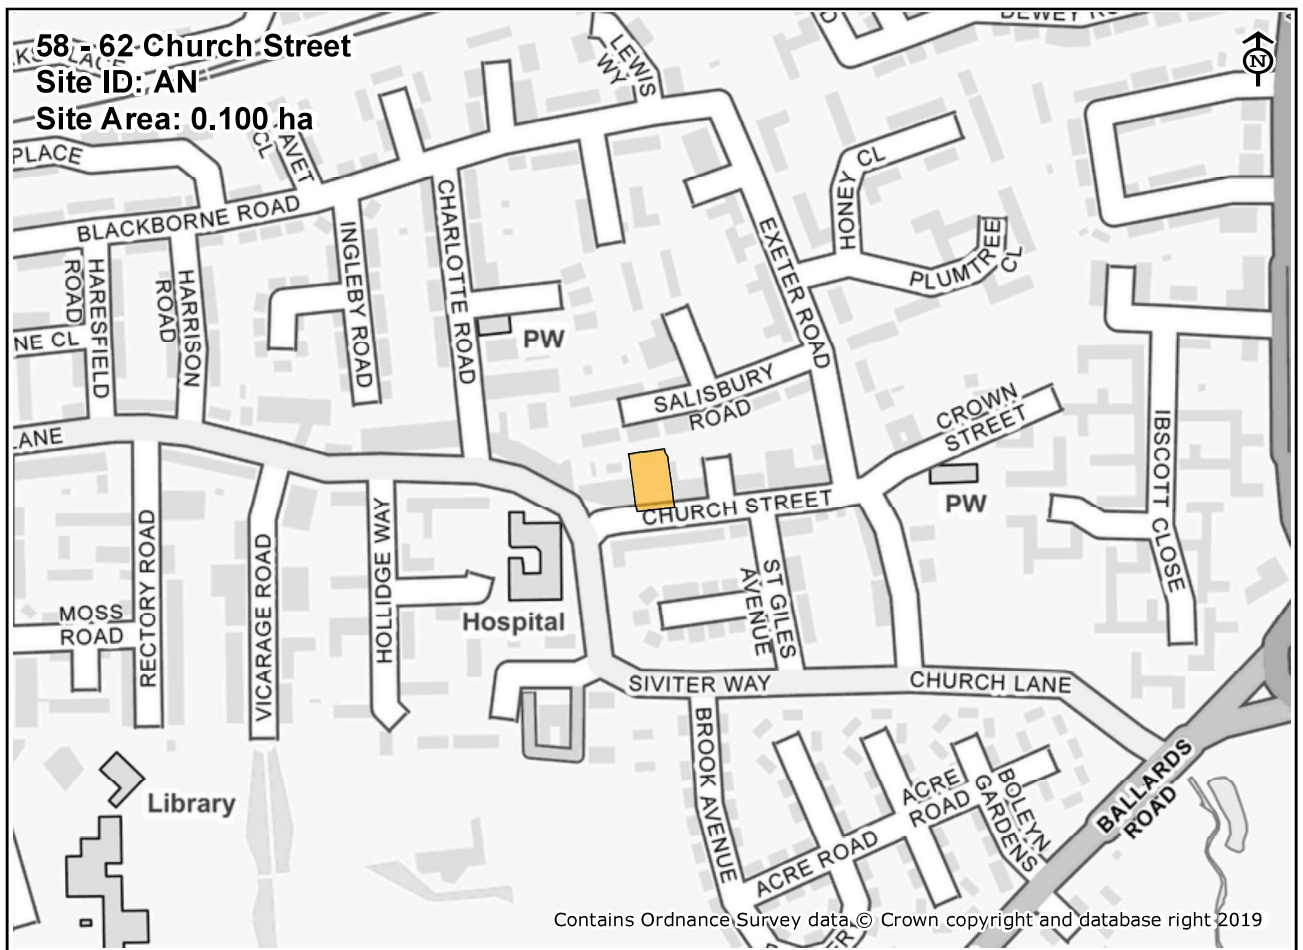 58 - 62 Church Street
Site ID: AN
Site Area: 0.100 ha
N
DEWEY
LEWIS
WY
PLACE
CL
BLACKBORNE ROAD
HARESFIELD
ROAD
HARRISON
ROAD
INGLEBY ROAD
CHARLOTTE ROAD
PW
EXETER ROAD
HONEY CL
PLUMTREE
CL
NE CL
SALISBURY
ROAD
CROWN
STREET
LANE
CHURCH STREET
PW
IBSCOTT CLOSE
ST GILES
AVENUE
RECTORY ROAD
VICARAGE ROAD
HOLLIDGE WAY
Hospital
MOSS
ROAD
SIVITER WAY
CHURCH LANE
BROOK AVENUE
ACRE
ROAD
BOLEYN
GARDENS
BALLARDS
ROAD
Library
ACRE ROAD
Contains Ordnance Survey data © Crown copyright and database right 2019